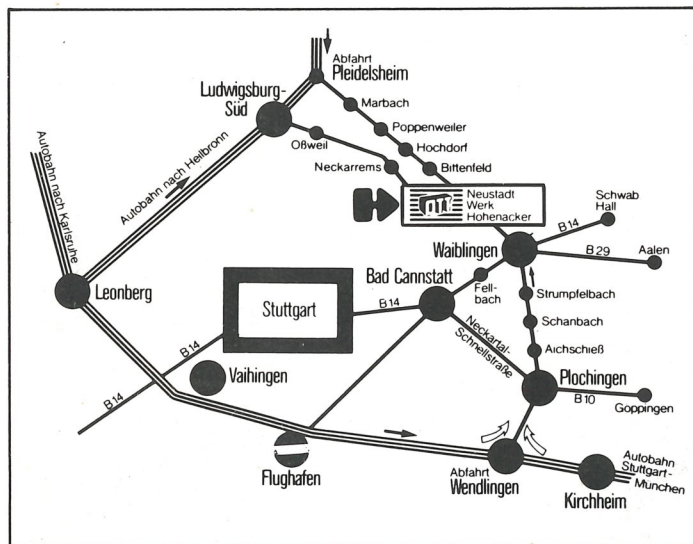 Abfahrt
Pleidelsheim
Ludwigsburg-
Süd
Marbach
Poppenweiler
Hochdorf
Bittenfeld
Oßweil
Neckarrems
Autobahn nach Karlsruhe
Autobahn nach Heilbronn
OTT
Neustadt
Werk
Hohenacker
Schwab
Hall
B 14
B 29
Aalen
Waiblingen
Bad Cannstatt
Fell-
bach
Leonberg
Stuttgart
B 14
Strumpfelbach
Schanbach
Aichschieß
Neckartal-
Schnellstraße
B 14
B 14
Vaihingen
Plochingen
B 10
Goppingen
Flughafen
Abfahrt
Wendlingen
Kirchheim
Autobahn
Stuttgart-
Munchen